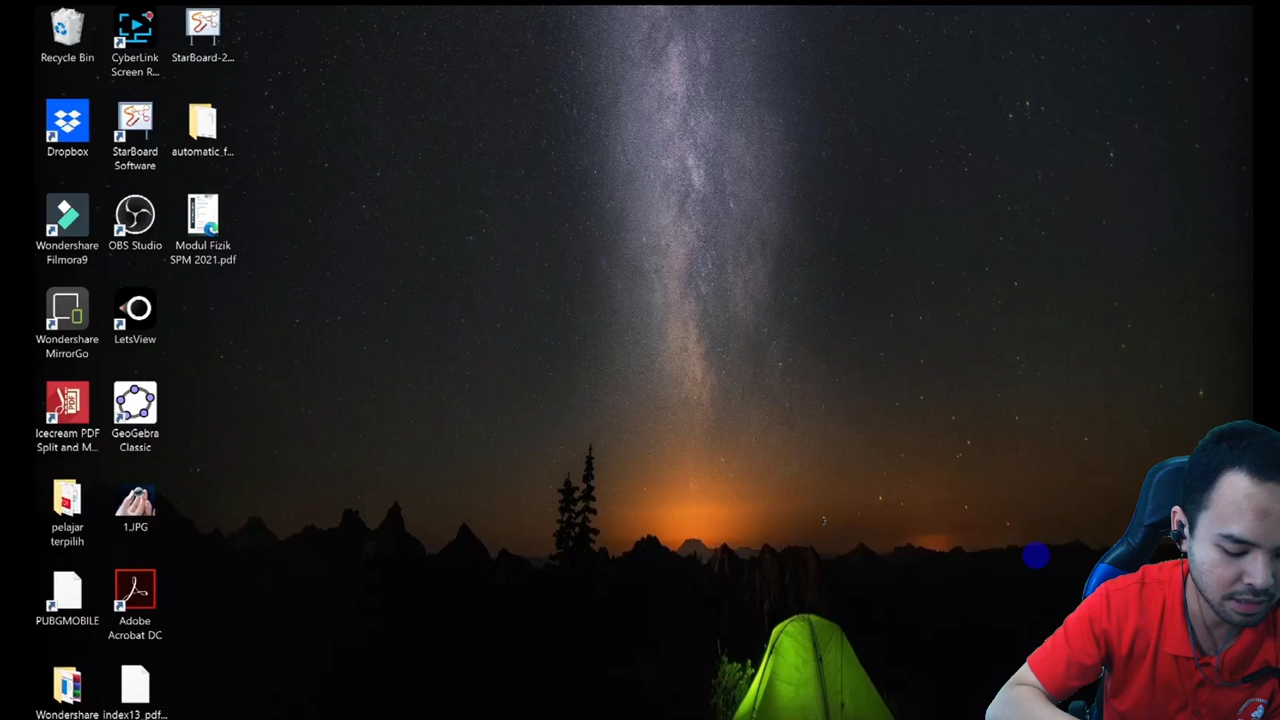 Recycle Bin
CyberLink
Screen R...
StarBoard-2...
Dropbox
StarBoard
Software
automatic_f...
Wondershare
Filmora9
OBS Studio
Modul Fizik
SPM 2021.pdf
Wondershare
MirrorGo
LetsView
Icecream PDF
Split and M...
GeoGebra
Classic
pelajar
terpilih
1.JPG
PUBGMOBILE
Adobe
Acrobat DC
Wondershare
index13_pdf...